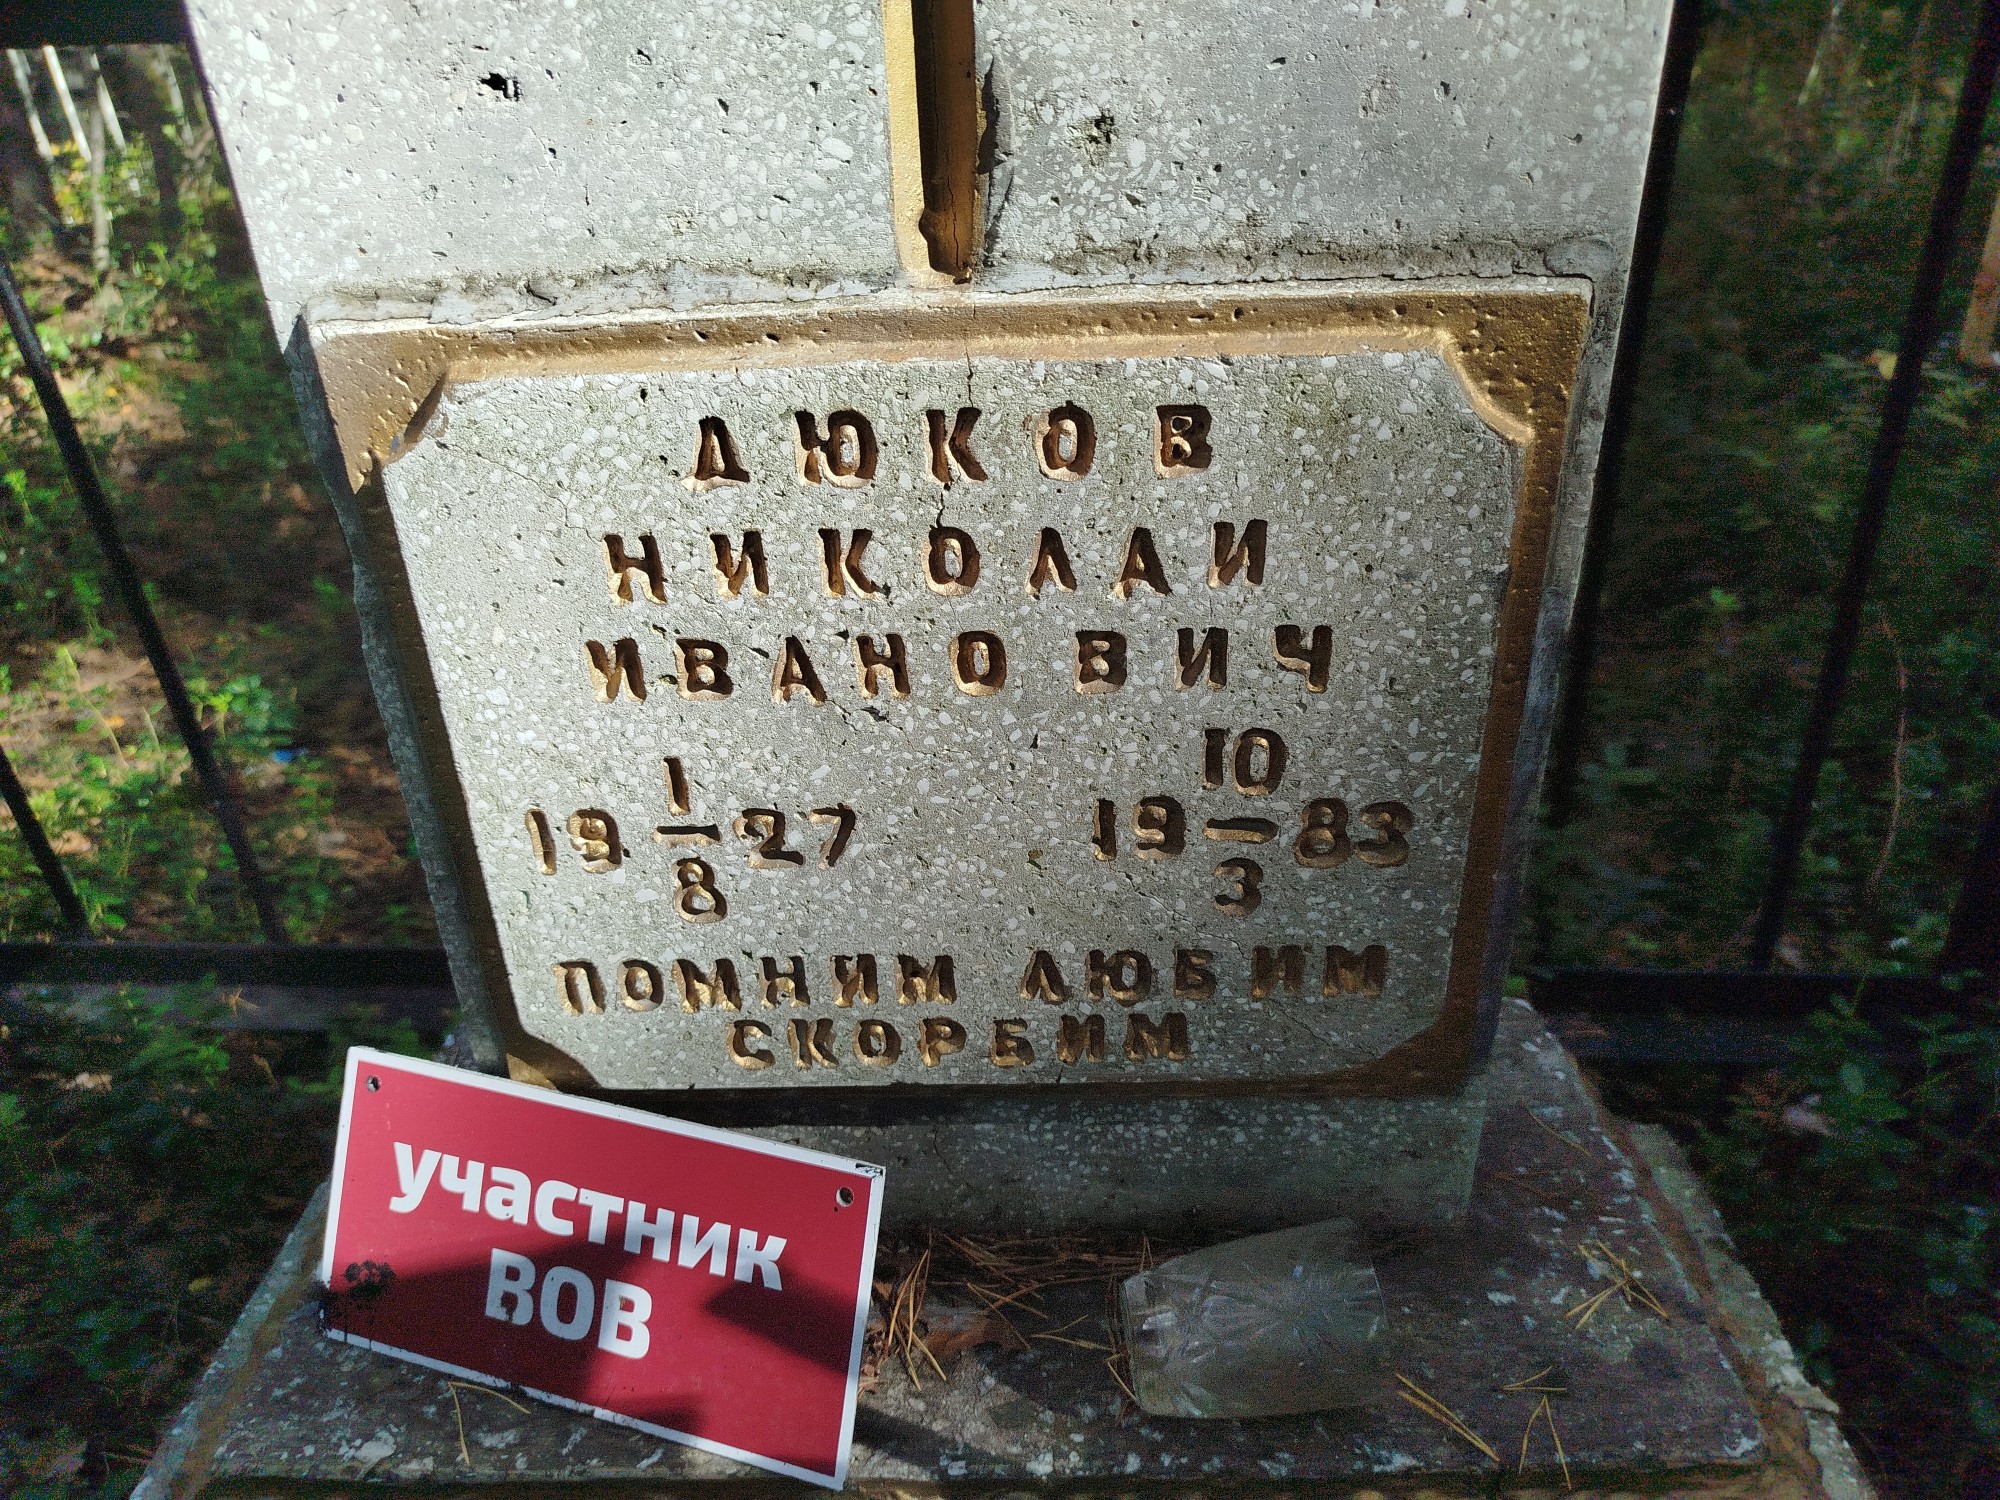 ДЮКОВ
НИКОЛАИ
ИВАНОВИЧ
19 1/8 27 19 10/3 83
ПОМНИМ ЛЮБИМ
СКОРБИМ
участник
ВОВ